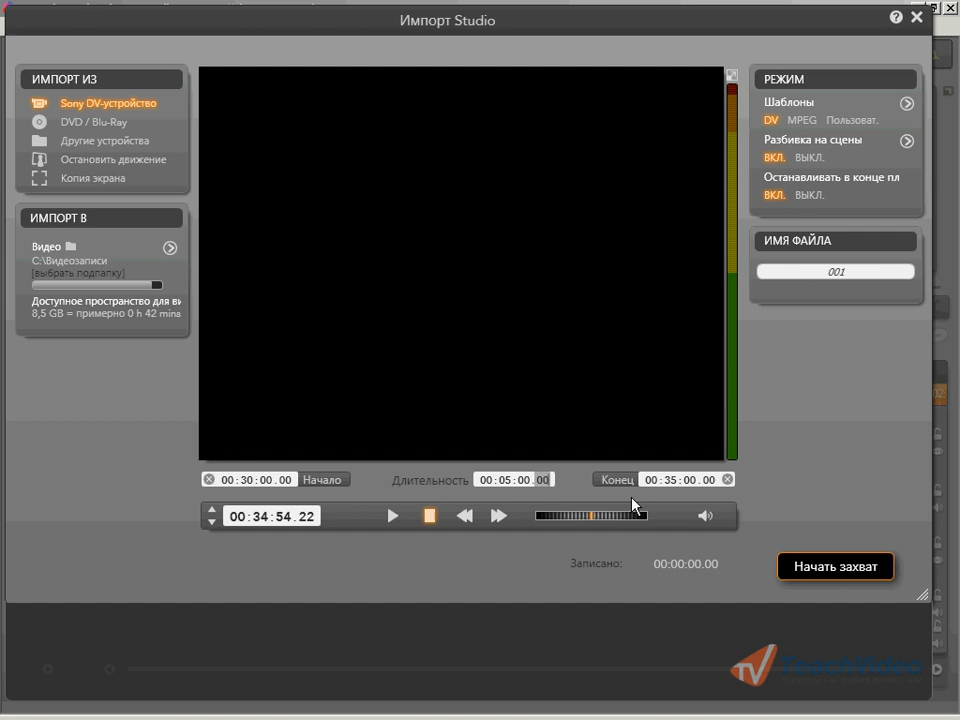 Импорт Studio
ИМПОРТ ИЗ
Sony DV-устройство
DVD / Blu-Ray
Другие устройства
Остановить движение
Копия экрана
ИМПОРТ В
Видео
C:\Видеозаписи
[выбрать подпапку]
Доступное пространство для ви
8,5 GB = примерно 0 h 42 mina
РЕЖИМ
Шаблоны
DV MPEG Пользоват.
Разбивка на сцены
ВКЛ. ВЫКЛ.
Останавливать в конце пл
ВКЛ. ВЫКЛ.
ИМЯ ФАЙЛА
001
00:30:00.00 Начало Длительность 00:05:00.00 Конец 00:35:00.00
00:34:54.22
Записано: 00:00:00.00
Начать захват
TeachVideo